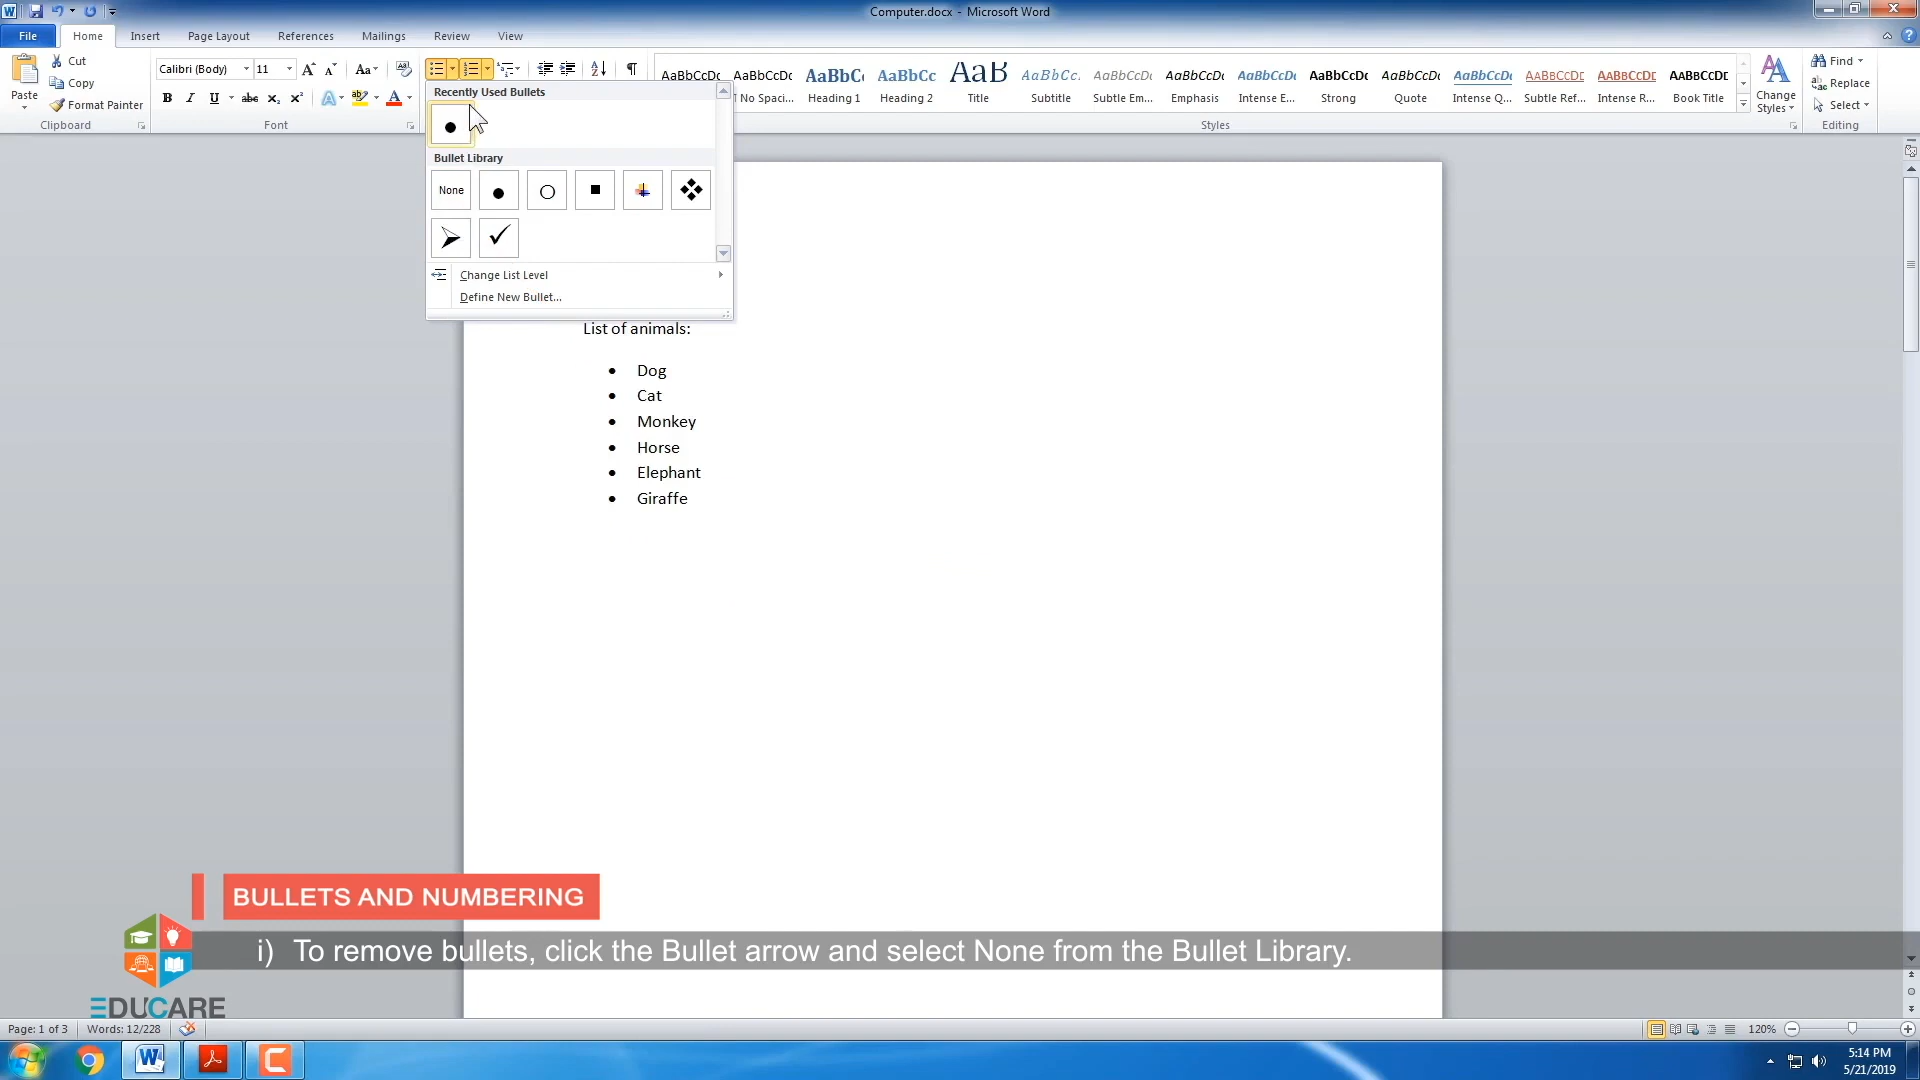 Computer.docx - Microsoft Word
File Home Insert Page Layout References Mailings Review View
Paste
Cut
Copy
Format Painter
Clipboard
Calibri (Body) 11
Font
Recently Used Bullets
Bullet Library
None
Change List Level
Define New Bullet...
AaBbCcDc AaBbCcDc AaBbC AaBbCc AaB AaBbCc. AaBbCcDc AaBbCcDc AaBbCcDc AaBbCcDc AaBbCcDc AaBbCcDc AABBCCDE AABBCCDE AABBCCDE
No Spaci... Heading 1 Heading 2 Title Subtitle Subtle Em... Emphasis Intense E... Strong Quote Intense Q... Subtle Ref... Intense R... Book Title
Styles
Change
Styles
Find
Replace
Select
Editing
List of animals:
• Dog
• Cat
• Monkey
• Horse
• Elephant
• Giraffe
BULLETS AND NUMBERING
i) To remove bullets, click the Bullet arrow and select None from the Bullet Library.
EDUCARE
Page: 1 of 3 Words: 12/228
120%
5:14 PM
5/21/2019